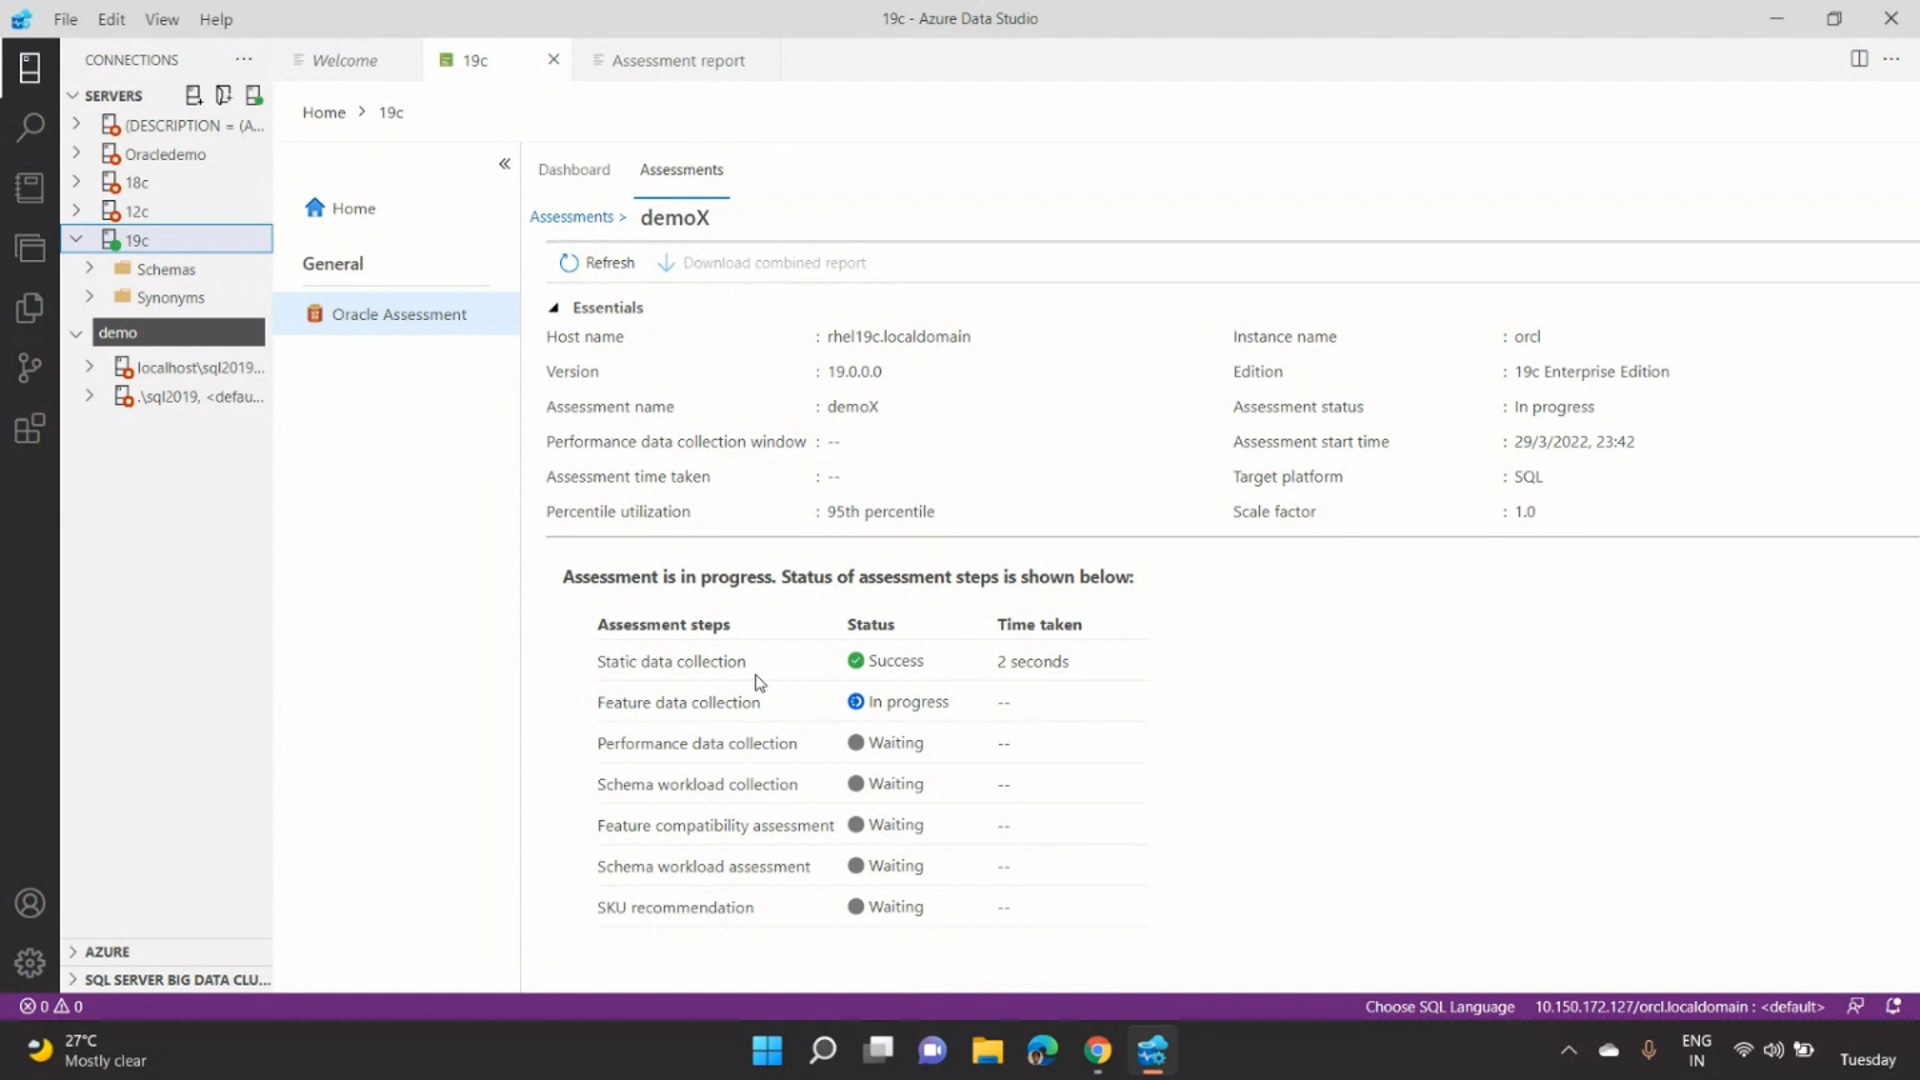 File Edit View Help
19c - Azure Data Studio
CONNECTIONS
Welcome
19c
Assessment report
SERVERS
(DESCRIPTION = (A...
Oracledemo
18c
12c
19c
Schemas
Synonyms
demo
localhost\sql2019...
.\sql2019, <defau...
AZURE
SQL SERVER BIG DATA CLU...
Home > 19c
Home
General
Oracle Assessment
Dashboard Assessments
Assessments > demoX
Refresh Download combined report
Essentials
Host name : rhel19c.localdomain Instance name : orcl
Version : 19.0.0.0 Edition : 19c Enterprise Edition
Assessment name : demoX Assessment status : In progress
Performance data collection window : -- Assessment start time : 29/3/2022, 23:42
Assessment time taken : -- Target platform : SQL
Percentile utilization : 95th percentile Scale factor : 1.0
Assessment is in progress. Status of assessment steps is shown below:
Assessment steps Status Time taken
Static data collection Success 2 seconds
Feature data collection In progress --
Performance data collection Waiting --
Schema workload collection Waiting --
Feature compatibility assessment Waiting --
Schema workload assessment Waiting --
SKU recommendation Waiting --
0 0
Choose SQL Language 10.150.172.127/orcl.localdomain : <default>
27°C
Mostly clear
ENG
IN
Tuesday